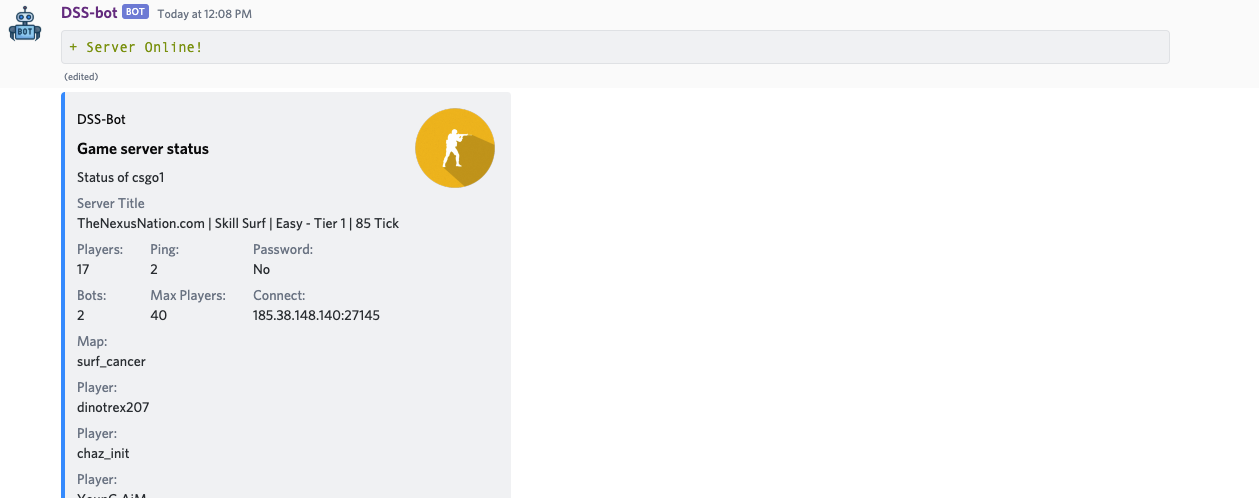 DSS-bot BOT Today at 12:08 PM
BOT
+ Server Online!
(edited)
DSS-Bot
Game server status
Status of csgo1
Server Title
TheNexusNation.com | Skill Surf | Easy - Tier 1 | 85 Tick
Players: Ping: Password:
17 2 No
Bots: Max Players: Connect:
2 40 185.38.148.140:27145
Map:
surf_cancer
Player:
dinotrex207
Player:
chaz_init
Player: